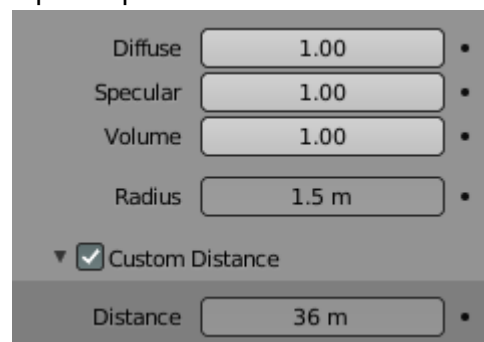 Diffuse 1.00
Specular 1.00
Volume 1.00
Radius 1.5 m
Custom Distance
Distance 36 m